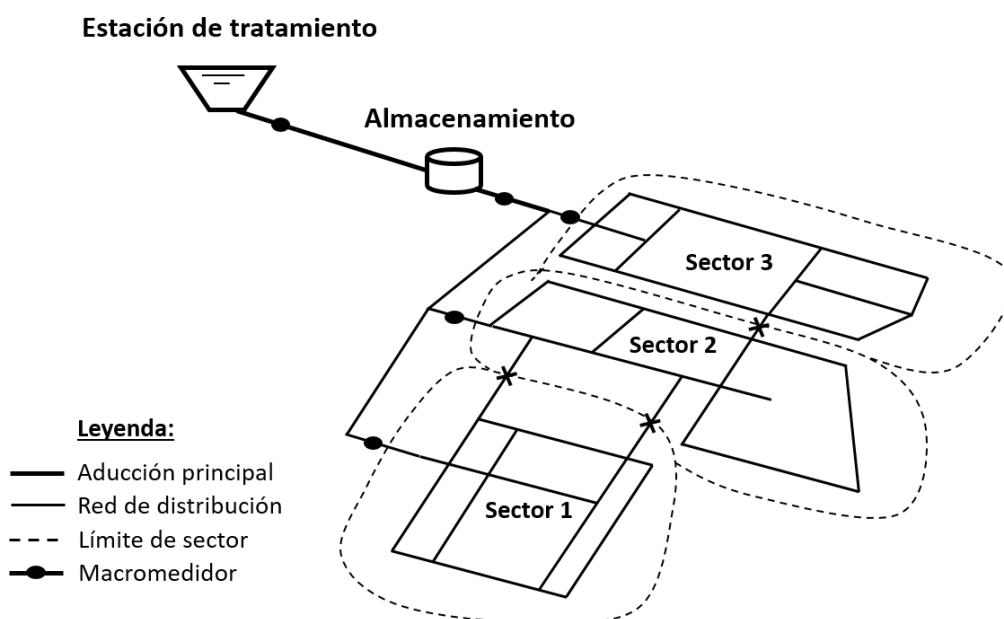 Estación de tratamiento
Almacenamiento
Sector 3
Sector 2
Sector 1
Leyenda:
Aducción principal
Red de distribución
Límite de sector
Macromedidor